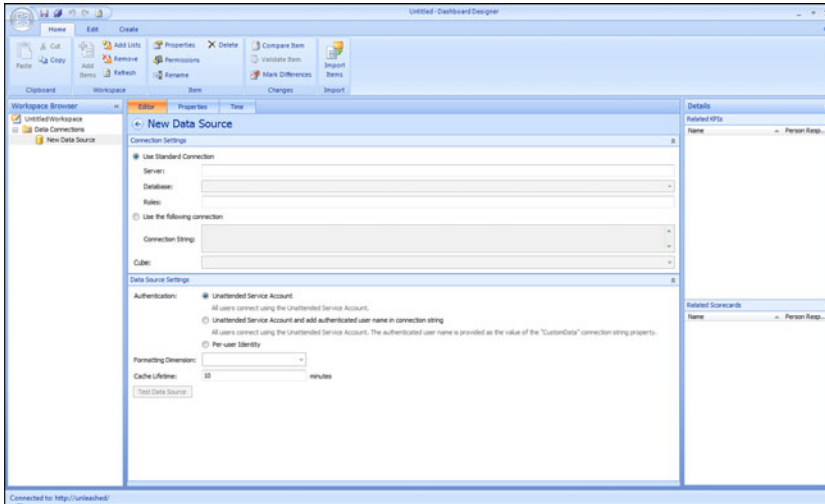 Untitled - Dashboard Designer
Home Edit Create
Paste Cut Copy
Add Items Add Lists Remove Refresh
Properties Permissions Rename Delete
Compare Item Validate Item Mark Differences
Import Items
Clipboard Workspace Item Changes Import
Workspace Browser «
Untitled Workspace
Data Connections
New Data Source
Editor Properties Time
New Data Source
Connection Settings
Use Standard Connection
Server:
Database:
Roles:
Use the following connection
Connection String:
Cube:
Data Source Settings
Authentication: Unattended Service Account
All users connect using the Unattended Service Account.
Unattended Service Account and add authenticated user name in connection string
All users connect using the Unattended Service Account. The authenticated user name is provided as the value of the "CustomData" connection string property.
Per-user Identity
Formatting Dimension:
Cache Lifetime: 10 minutes
Test Data Source
Details
Related KPIs
Name Person Resp...
Related Scorecards
Name Person Resp...
Connected to: http://unleashed/